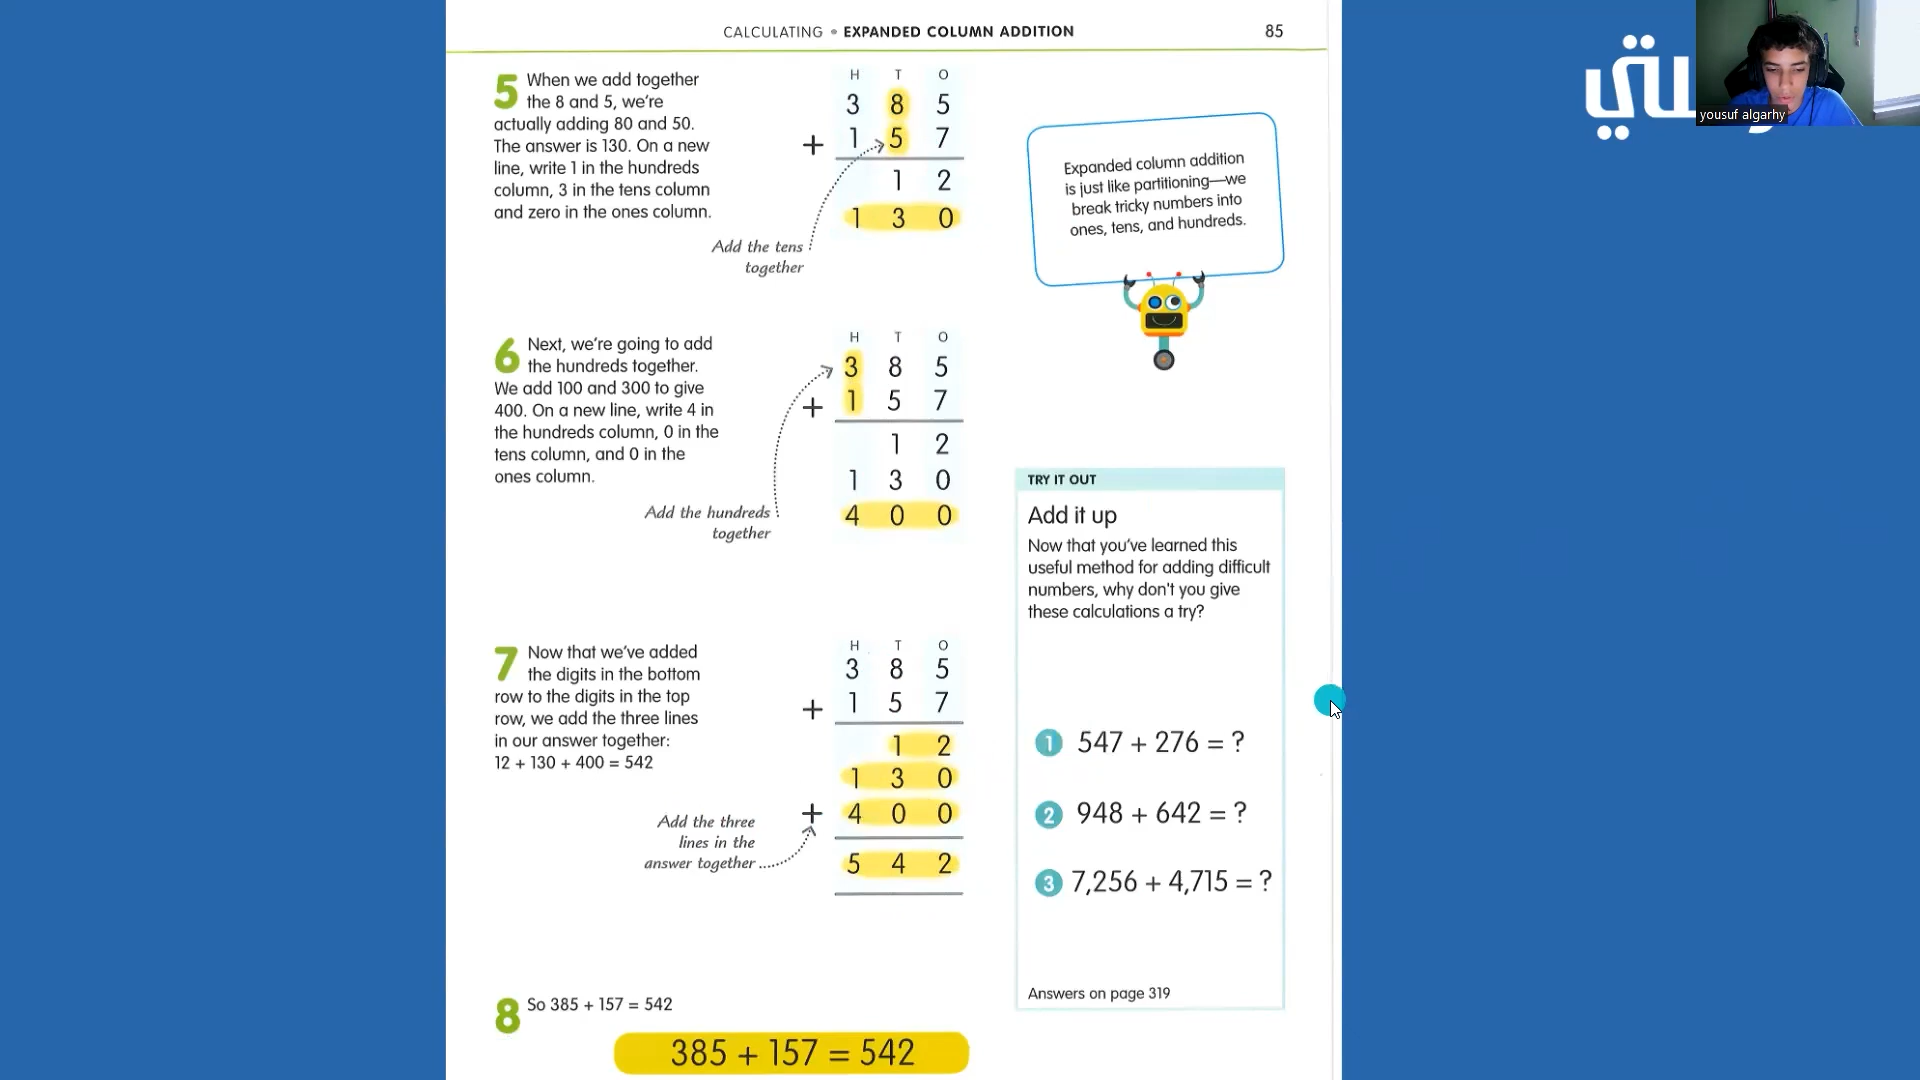 CALCULATING • EXPANDED COLUMN ADDITION
85
5 When we add together
the 8 and 5, we’re
actually adding 80 and 50.
The answer is 130. On a new
line, write 1 in the hundreds
column, 3 in the tens column
and zero in the ones column.
Add the tens
together
H T O
3 8 5
+ 1 5 7
1 2
1 3 0
Expanded column addition
is just like partitioning—we
break tricky numbers into
ones, tens, and hundreds.
6 Next, we’re going to add
the hundreds together.
We add 100 and 300 to give
400. On a new line, write 4 in
the hundreds column, 0 in the
tens column, and 0 in the
ones column.
Add the hundreds
together
H T O
3 8 5
+ 1 5 7
1 2
1 3 0
4 0 0
7 Now that we’ve added
the digits in the bottom
row to the digits in the top
row, we add the three lines
in our answer together:
12 + 130 + 400 = 542
Add the three
lines in the
answer together
H T O
3 8 5
+ 1 5 7
1 2
1 3 0
+ 4 0 0
5 4 2
8 So 385 + 157 = 542
385 + 157 = 542
TRY IT OUT
Add it up
Now that you’ve learned this
useful method for adding difficult
numbers, why don't you give
these calculations a try?
1 547 + 276 = ?
2 948 + 642 = ?
3 7,256 + 4,715 = ?
Answers on page 319
yousuf algarhy